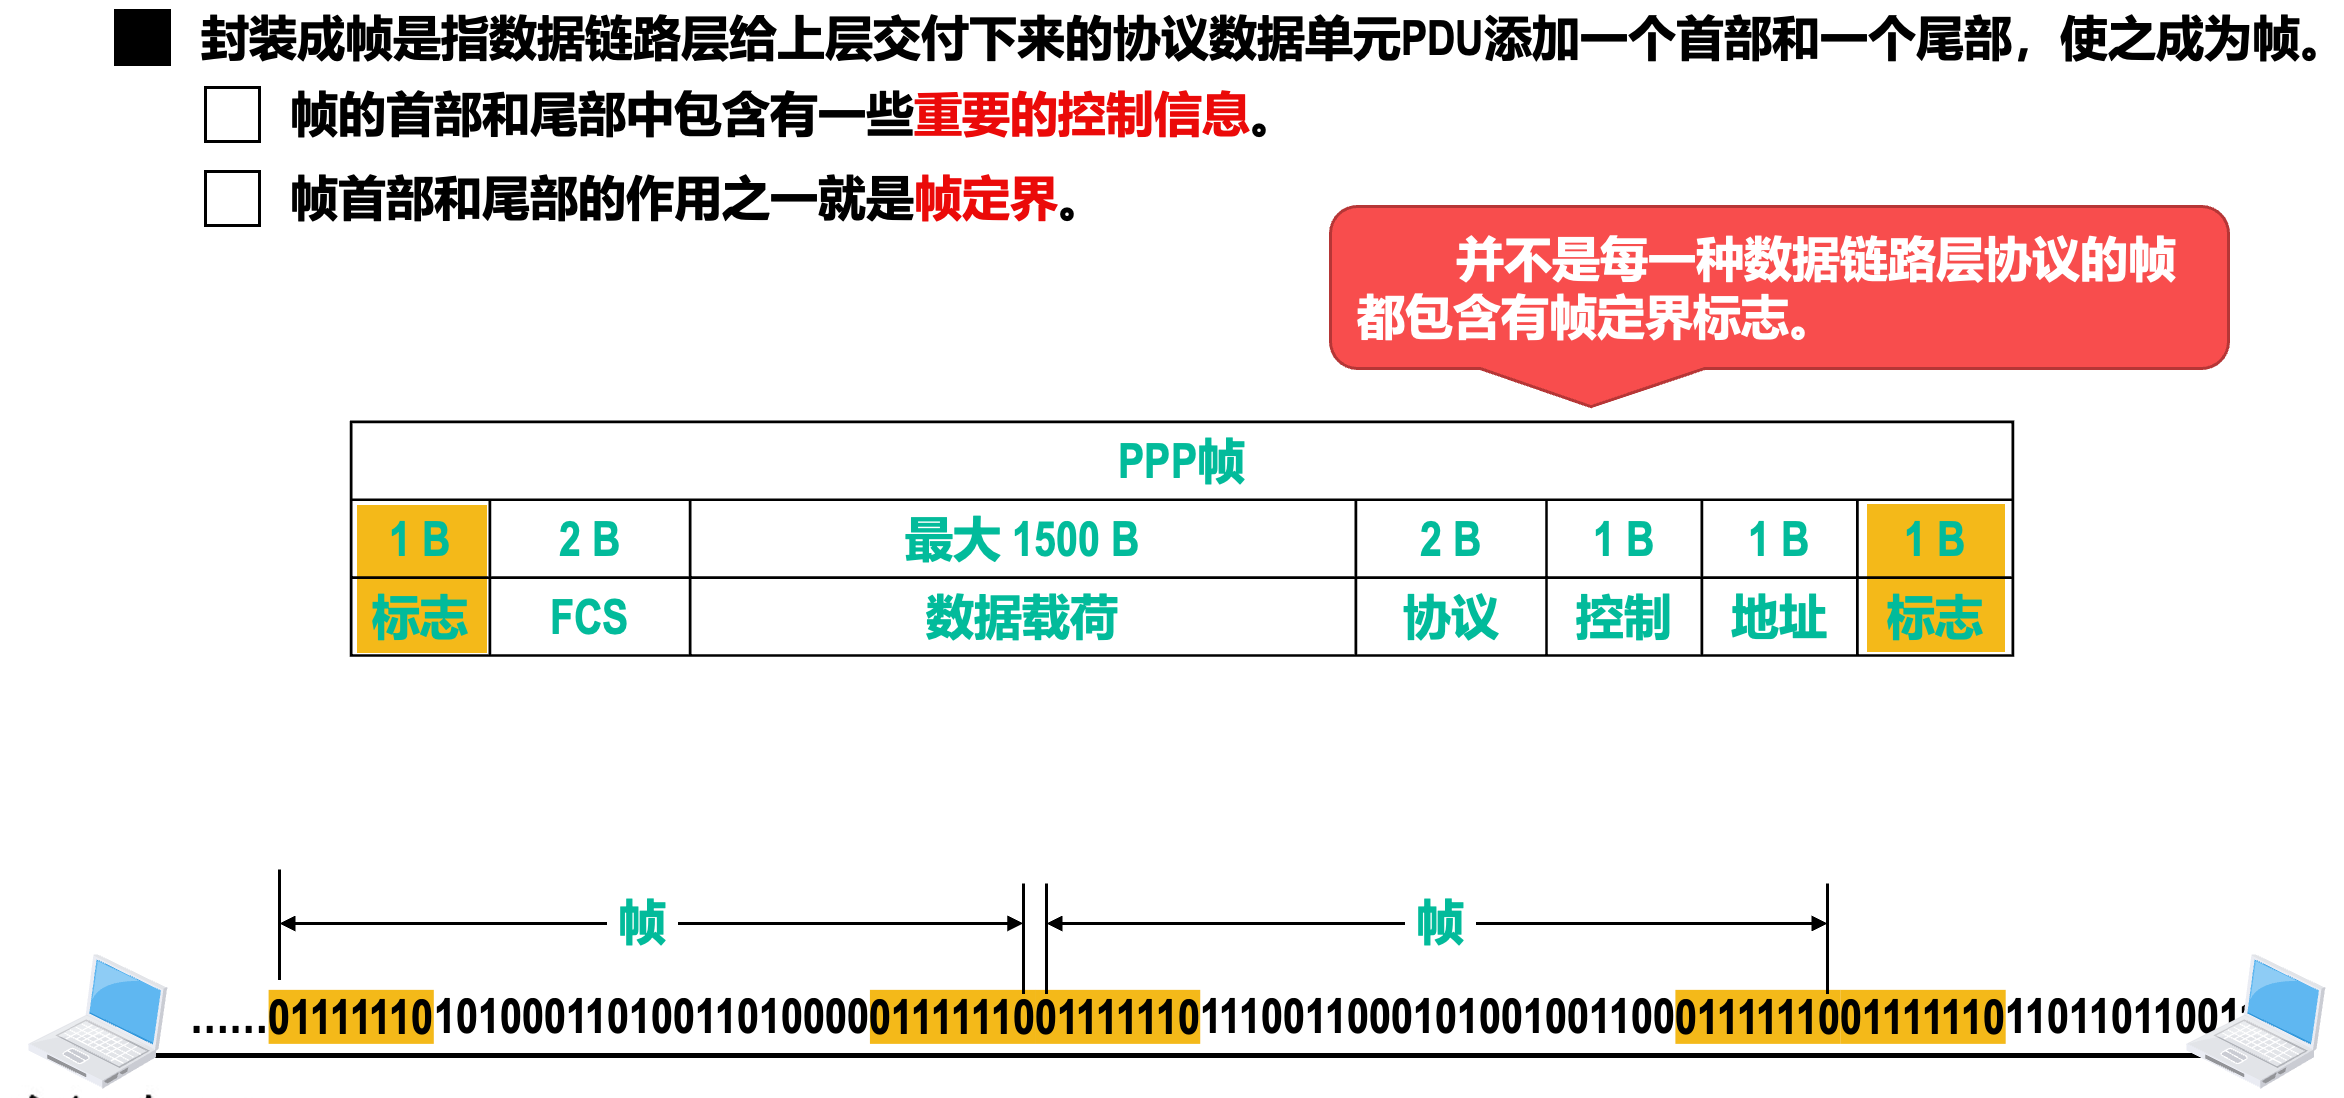 封装成帧是指数据链路层给上层交付下来的协议数据单元PDU添加一个首部和一个尾部，使之成为帧。
帧的首部和尾部中包含有一些重要的控制信息。
帧首部和尾部的作用之一就是帧定界。
并不是每一种数据链路层协议的帧
都包含有帧定界标志。
PPP帧
1 B 2 B 最大 1500 B 2 B 1 B 1 B 1 B
标志 FCS 数据载荷 协议 控制 地址 标志
帧 帧
......0111111010100011010011010000011111100111111011100110001010010011000111111001111110110110110011